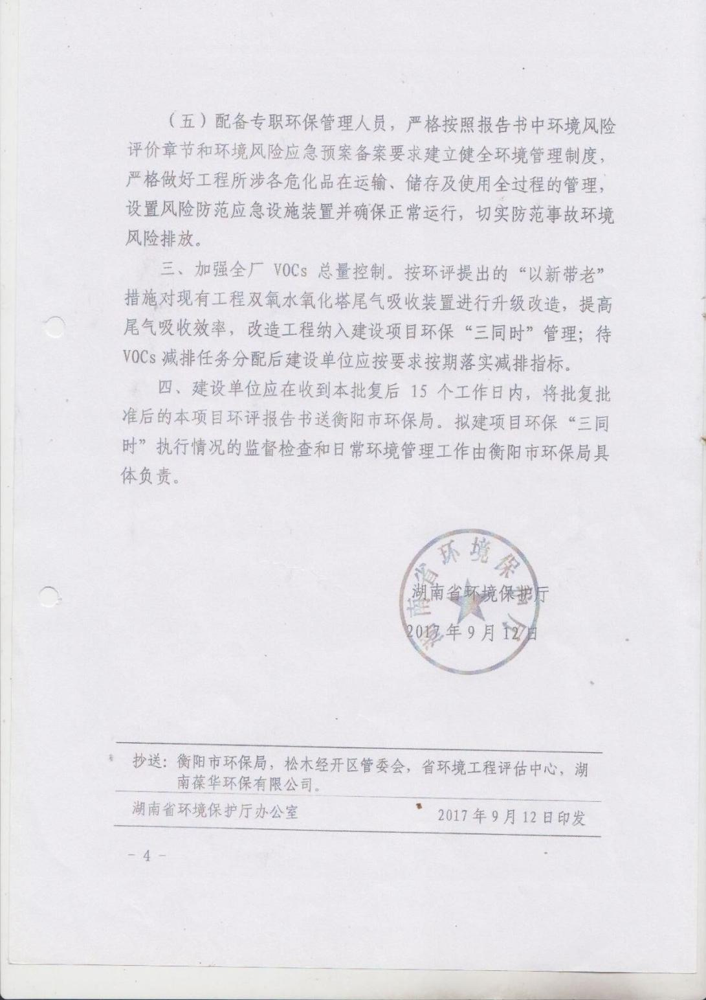 （五）配备专职环保管理人员，严格按照报告书中环境风险
评价章节和环境风险应急预案备案要求建立健全环境管理制度，
严格做好工程所涉各危化品在运输、储存及使用全过程的管理，
设置风险防范应急设施装置并确保正常运行，切实防范事故环境
风险排放。
三、加强全厂 VOCs 总量控制。按环评提出的“以新带老”
措施对现有工程双氧水氧化塔尾气吸收装置进行升级改造，提高
尾气吸收效率，改造工程纳入建设项目环保“三同时”管理；待
VOCs 减排任务分配后建设单位应按要求按期落实减排指标。
四、建设单位应在收到本批复后 15 个工作日内，将批复批
准后的本项目环评报告书送衡阳市环保局。拟建项目环保“三同
时”执行情况的监督检查和日常环境管理工作由衡阳市环保局具
体负责。
湖南省环境保护厅
湖南省环境保护厅
2017 年 9 月 12 日
抄送：衡阳市环保局，松木经开区管委会，省环境工程评估中心，湖
南葆华环保有限公司。
湖南省环境保护厅办公室 2017 年 9 月 12 日印发
- 4 -